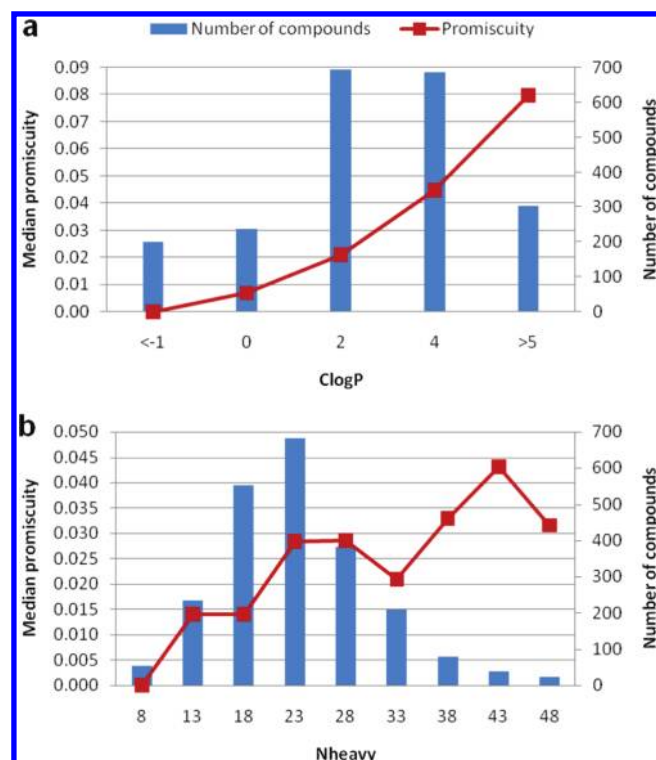 a
Number of compounds Promiscuity
Median promiscuity
0.09 700
0.08 600
0.07 500
0.06
0.05 400
0.04 300
0.03 200
0.02
0.01 100
0.00 0
Number of compounds
<-1 0 2 4 >5
ClogP
b
Median promiscuity
0.050 700
0.045 600
0.040
0.035 500
0.030 400
0.025
0.020 300
0.015 200
0.010
0.005 100
0.000 0
Number of compounds
8 13 18 23 28 33 38 43 48
Nheavy